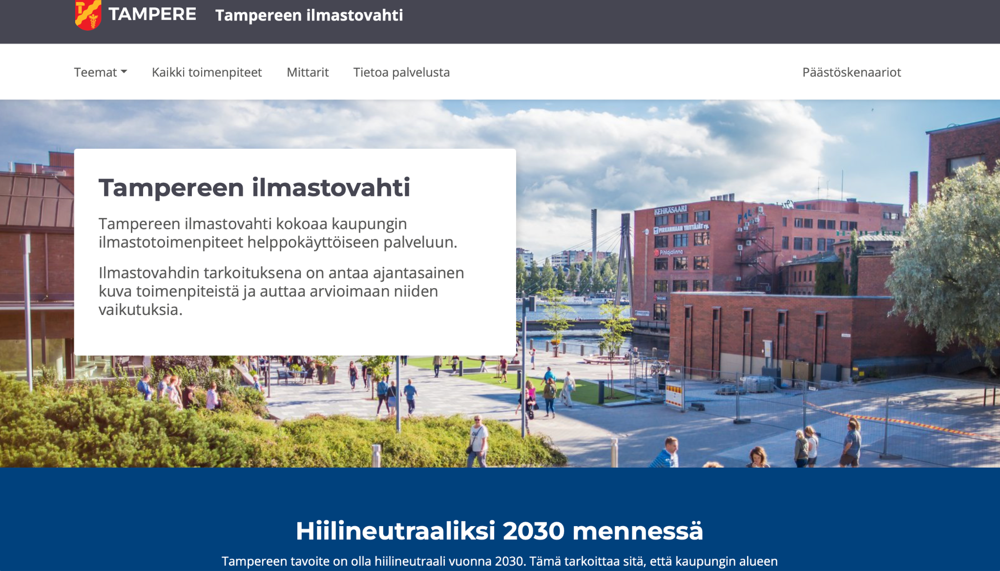 TAMPERE Tampereen ilmastovahti
Teemat Kaikki toimenpiteet Mittarit Tietoa palvelusta Päästöskenaariot
Tampereen ilmastovahti
Tampereen ilmastovahti kokoaa kaupungin
ilmastotoimenpiteet helppokäyttöiseen palveluun.
Ilmastovahdin tarkoituksena on antaa ajantasainen
kuva toimenpiteistä ja auttaa arvioimaan niiden
vaikutuksia.
KEHRÄSAARI
PIRKANMAAN YRITTÄJÄT ry.
Pihlajalinna
Hiilineutraaliksi 2030 mennessä
Tampereen tavoite on olla hiilineutraali vuonna 2030. Tämä tarkoittaa sitä, että kaupungin alueen